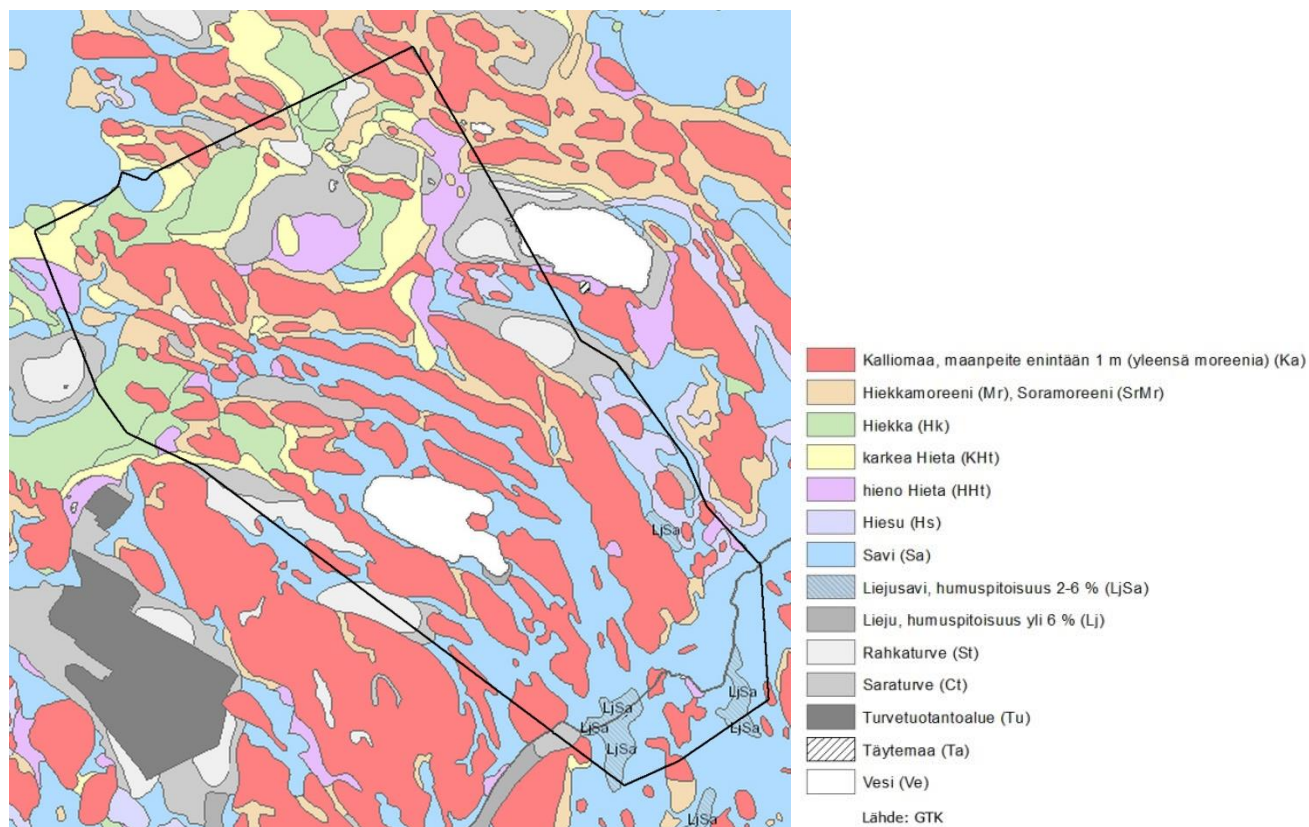 LjSa
LjSa
LjSa
LjSa
LjSa
LjSa
LjSa
Kalliomaa, maanpeite enintään 1 m (yleensä moreenia) (Ka)
Hiekkamoreeni (Mr), Soramoreeni (SrMr)
Hiekka (Hk)
karkea Hieta (KHt)
hieno Hieta (HHt)
Hiesu (Hs)
Savi (Sa)
Liejusavi, humuspitoisuus 2-6 % (LjSa)
Lieju, humuspitoisuus yli 6 % (Lj)
Rahkaturve (St)
Saraturve (Ct)
Turvetuotantoalue (Tu)
Täytemaa (Ta)
Vesi (Ve)
Lähde: GTK